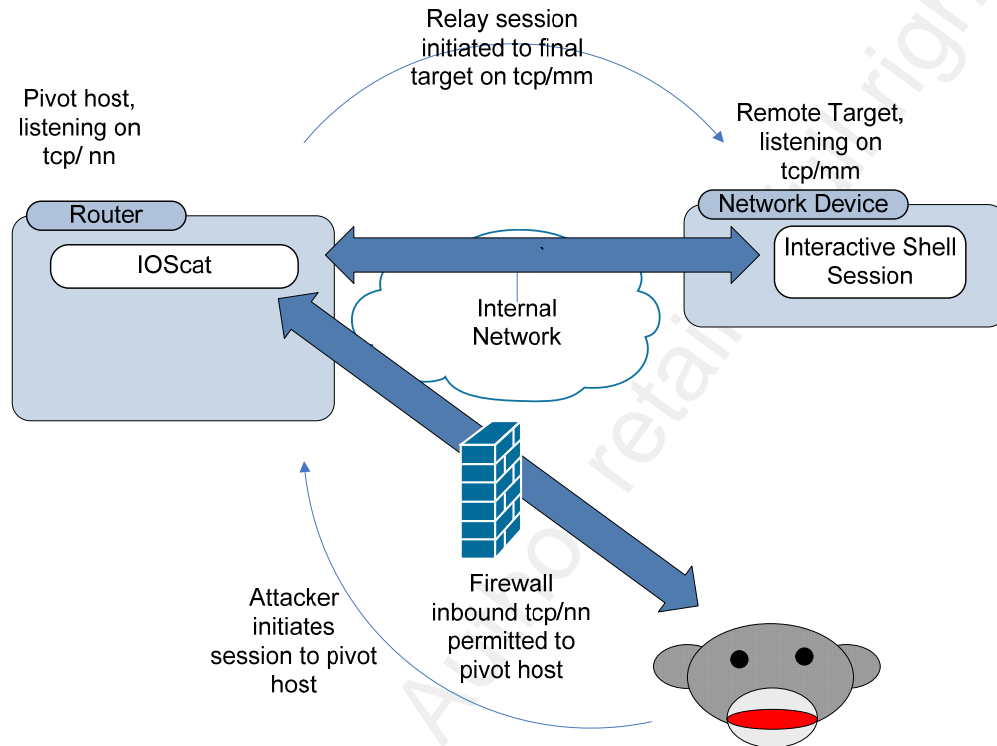 Relay session
initiated to final
target on tcp/mm
Pivot host,
listening on
tcp/ nn
Remote Target,
listening on
tcp/mm
Router
IOScat
Network Device
Interactive Shell
Session
Internal
Network
Attacker
initiates
session to pivot
host
Firewall
inbound tcp/nn
permitted to
pivot host